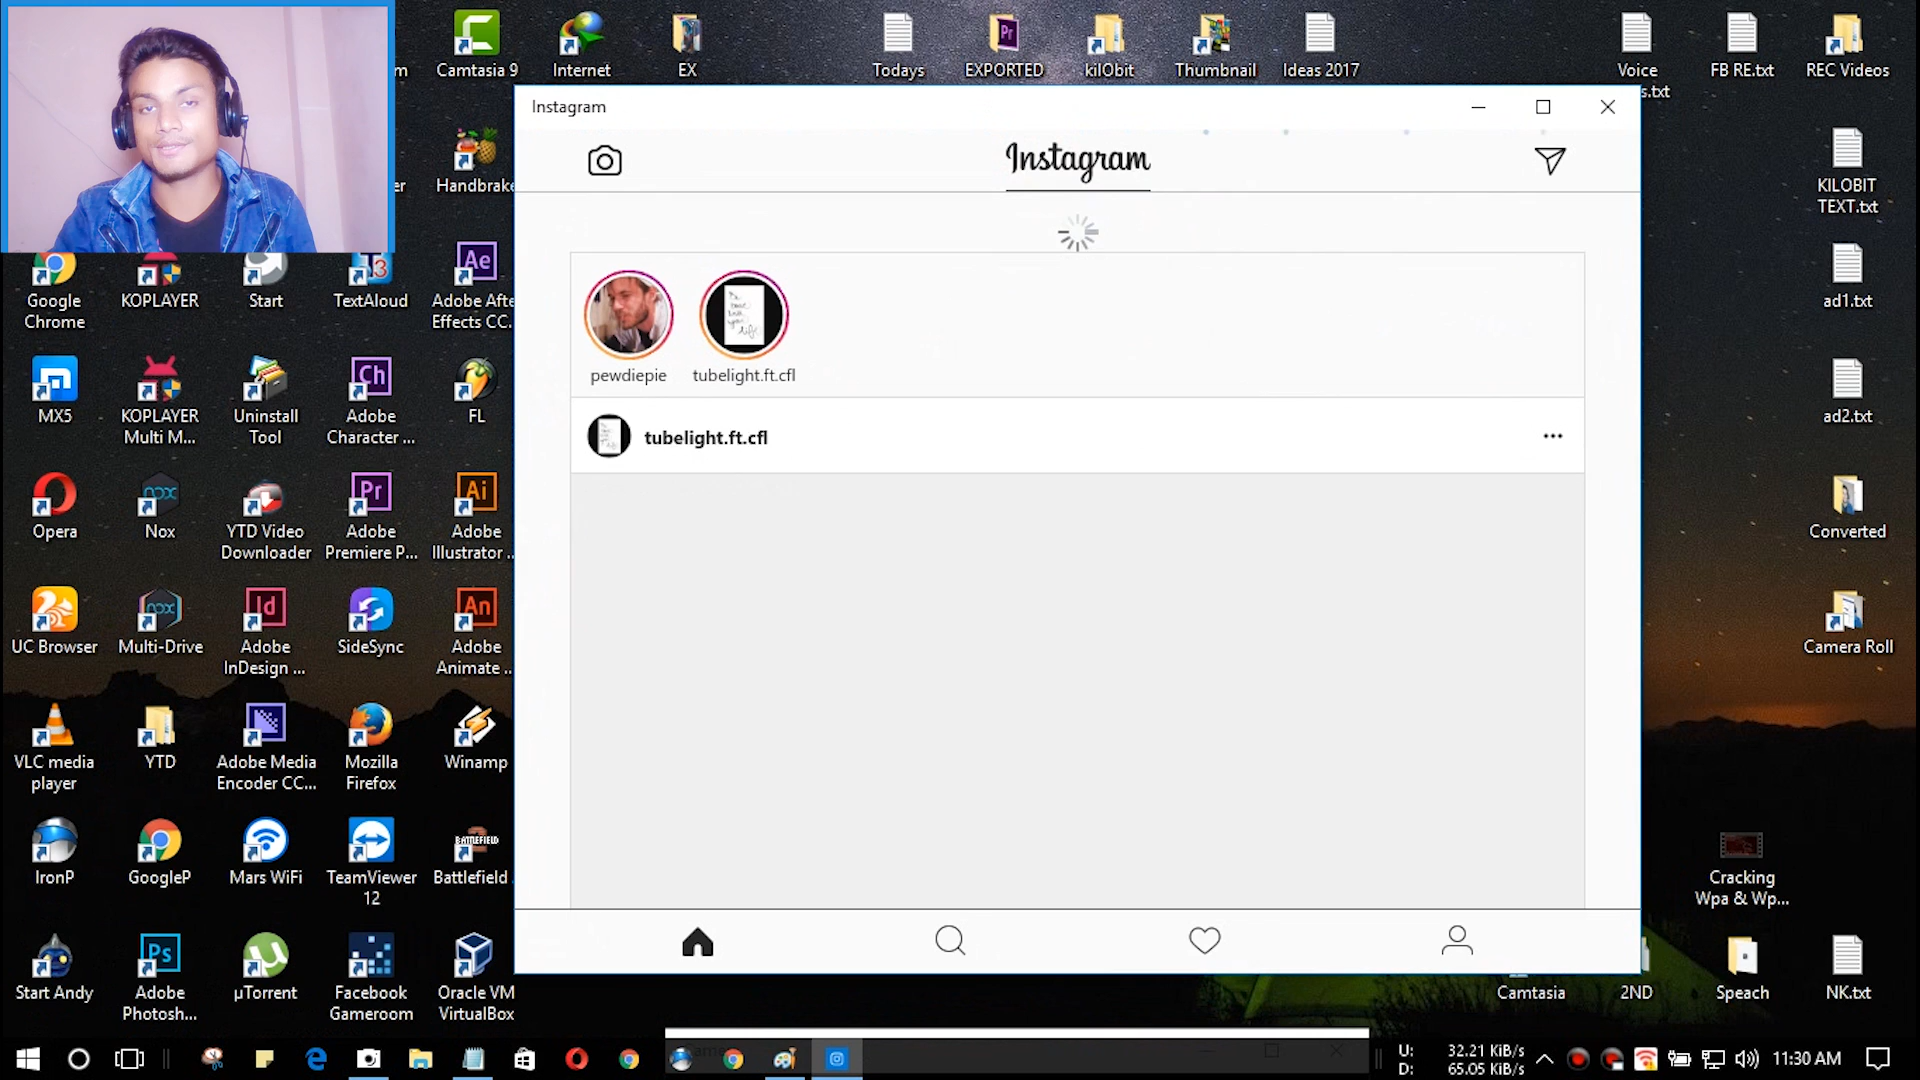 m
Camtasia 9
Internet
EX
Todays
EXPORTED
kilObit
Thumbnail
Ideas 2017
Voice
s.txt
FB RE.txt
REC Videos
Instagram
Instagram
er
Handbrake
KILOBIT
TEXT.txt
Google
Chrome
KOPLAYER
Start
TextAloud
Adobe Afte
Effects CC.
ad1.txt
pewdiepie
tubelight.ft.cfl
MX5
KOPLAYER
Multi M...
Uninstall
Tool
Adobe
Character ...
FL
ad2.txt
tubelight.ft.cfl
Opera
Nox
YTD Video
Downloader
Adobe
Premiere P...
Adobe
Illustrator ..
Converted
UC Browser
Multi-Drive
Adobe
InDesign ...
SideSync
Adobe
Animate ..
Camera Roll
VLC media
player
YTD
Adobe Media
Encoder CC...
Mozilla
Firefox
Winamp
IronP
GoogleP
Mars WiFi
TeamViewer
12
Battlefield
Cracking
Wpa & Wp...
Start Andy
Adobe
Photosh...
µTorrent
Facebook
Gameroom
Oracle VM
VirtualBox
Camtasia
2ND
Speach
NK.txt
U: 32.21 KiB/s
D: 65.05 KiB/s
11:30 AM